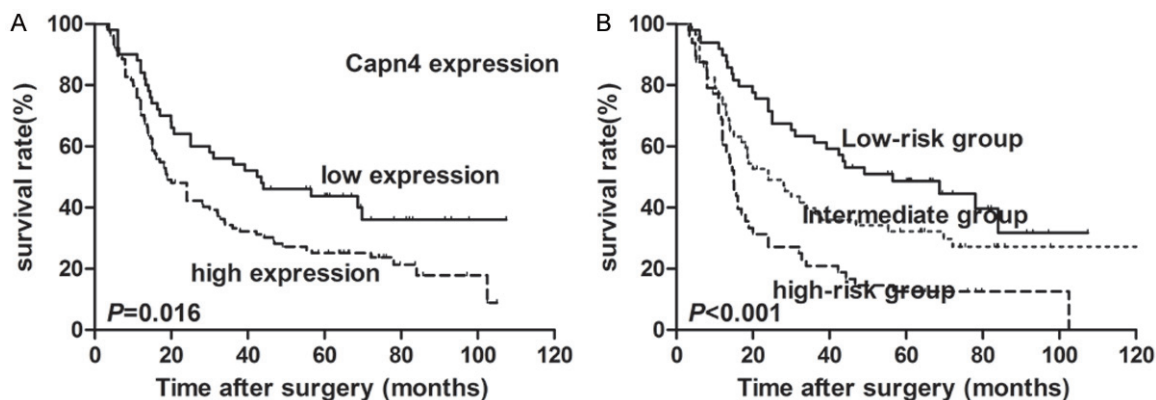 A
100
80
60
40
20
0
survival rate(%)
Capn4 expression
low expression
high expression
P=0.016
0 20 40 60 80 100 120
Time after surgery (months)
B
100
80
60
40
20
0
survival rate(%)
Low-risk group
Intermediate group
high-risk group
P<0.001
0 20 40 60 80 100 120
Time after surgery (months)